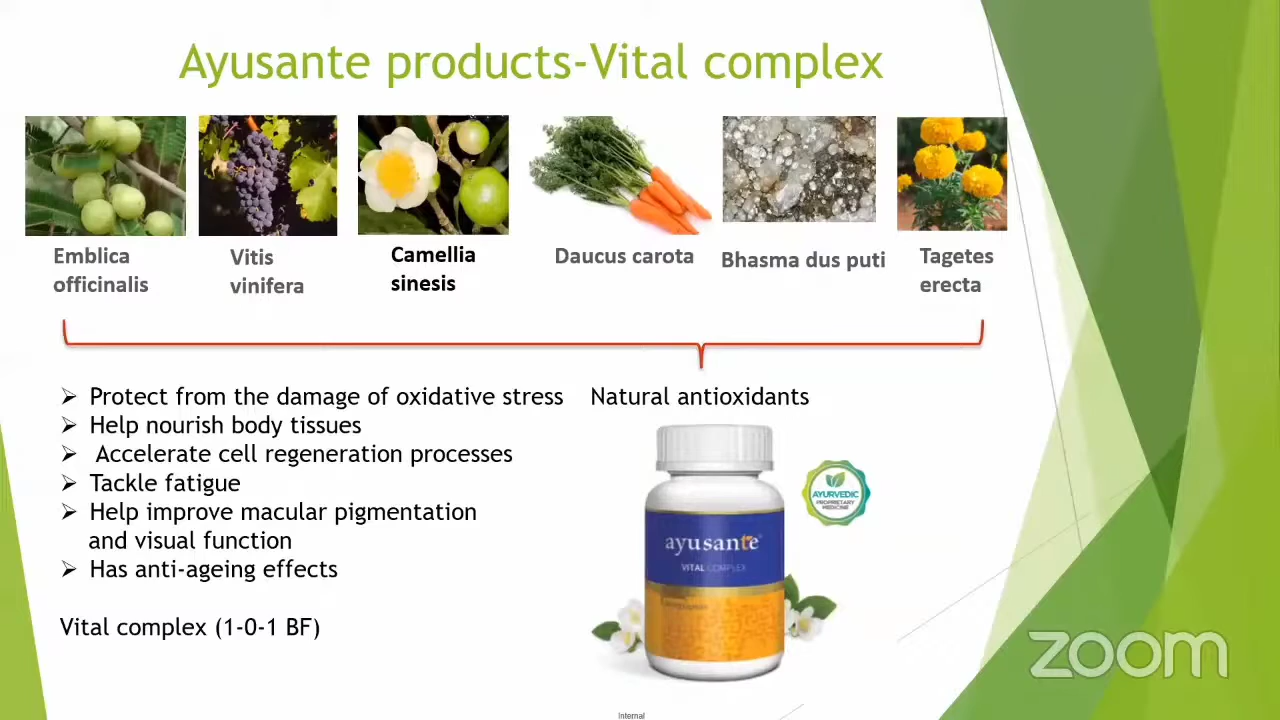 Ayusante products-Vital complex
Emblica
officinalis
Vitis
vinifera
Camellia
sinesis
Daucus carota
Bhasma dus puti
Tagetes
erecta
➢ Protect from the damage of oxidative stress
Natural antioxidants
➢ Help nourish body tissues
➢ Accelerate cell regeneration processes
➢ Tackle fatigue
➢ Help improve macular pigmentation
and visual function
➢ Has anti-ageing effects
Vital complex (1-0-1 BF)
ayusante
VITAL COMPLEX
AYURVEDIC
PROPRIETARY
MEDICINE
zoom
Internal